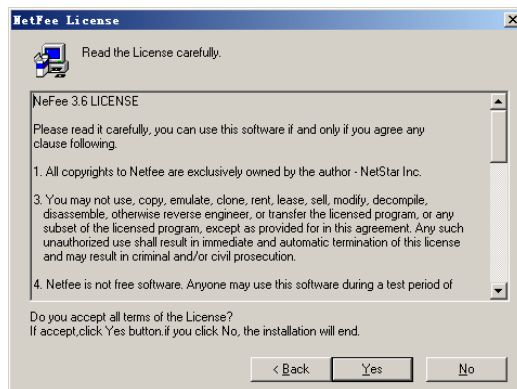 NetFee License
Read the License carefully.
NeFee 3.6 LICENSE
Please read it carefully, you can use this software if and only if you agree any
clause following.
1. All copyrights to Netfee are exclusively owned by the author - NetStar Inc.
3. You may not use, copy, emulate, clone, rent, lease, sell, modify, decompile,
disassemble, otherwise reverse engineer, or transfer the licensed program, or any
subset of the licensed program, except as provided for in this agreement. Any such
unauthorized use shall result in immediate and automatic termination of this license
and may result in criminal and/or civil prosecution.
4. Netfee is not free software. Anyone may use this software during a test period of
Do you accept all terms of the License?
If accept,click Yes button.if you click No, the installation will end.
< Back Yes No